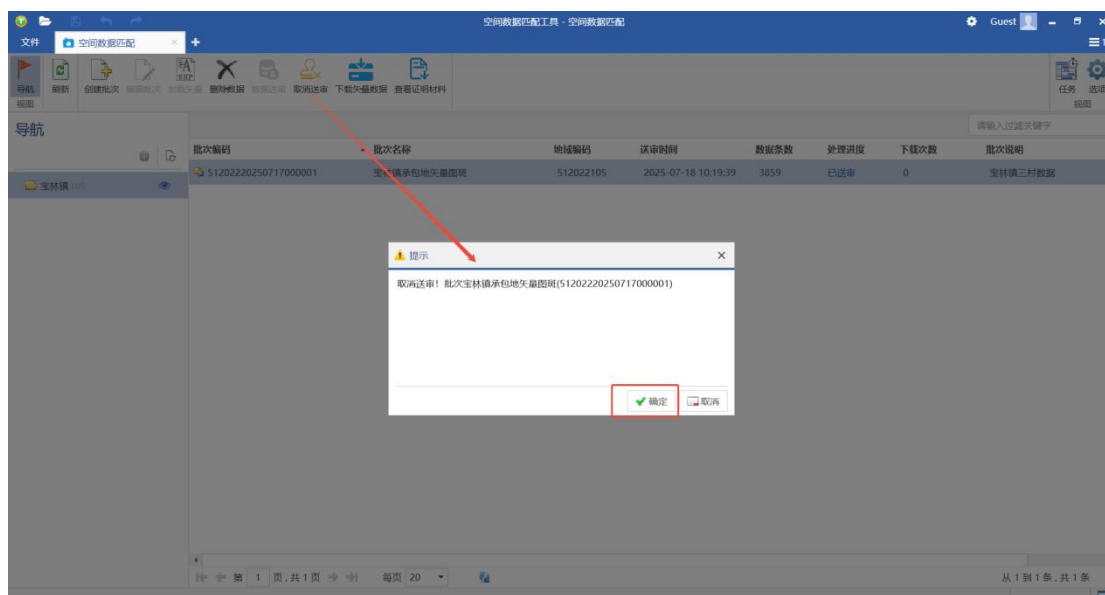 空间数据匹配工具 - 空间数据匹配
Guest
文件
空间数据匹配
导航
刷新
创建批次
编辑批次
加载矢量
删除数据
数据送审
取消送审
下载矢量数据
查看证明材料
任务
选项
视图
视图
导航
请输入过滤关键字
批次编码 批次名称 地域编码 送审时间 数据条数 处理进度 下载次数 批次说明
51202220250717000001 宝林镇承包地矢量图斑 512022105 2025-07-18 10:19:39 3859 已送审 0 宝林镇三村数据
宝林镇
提示
取消送审！批次宝林镇承包地矢量图斑(51202220250717000001)
确定
取消
第 1 页,共1页
每页 20
从1到1条,共1条